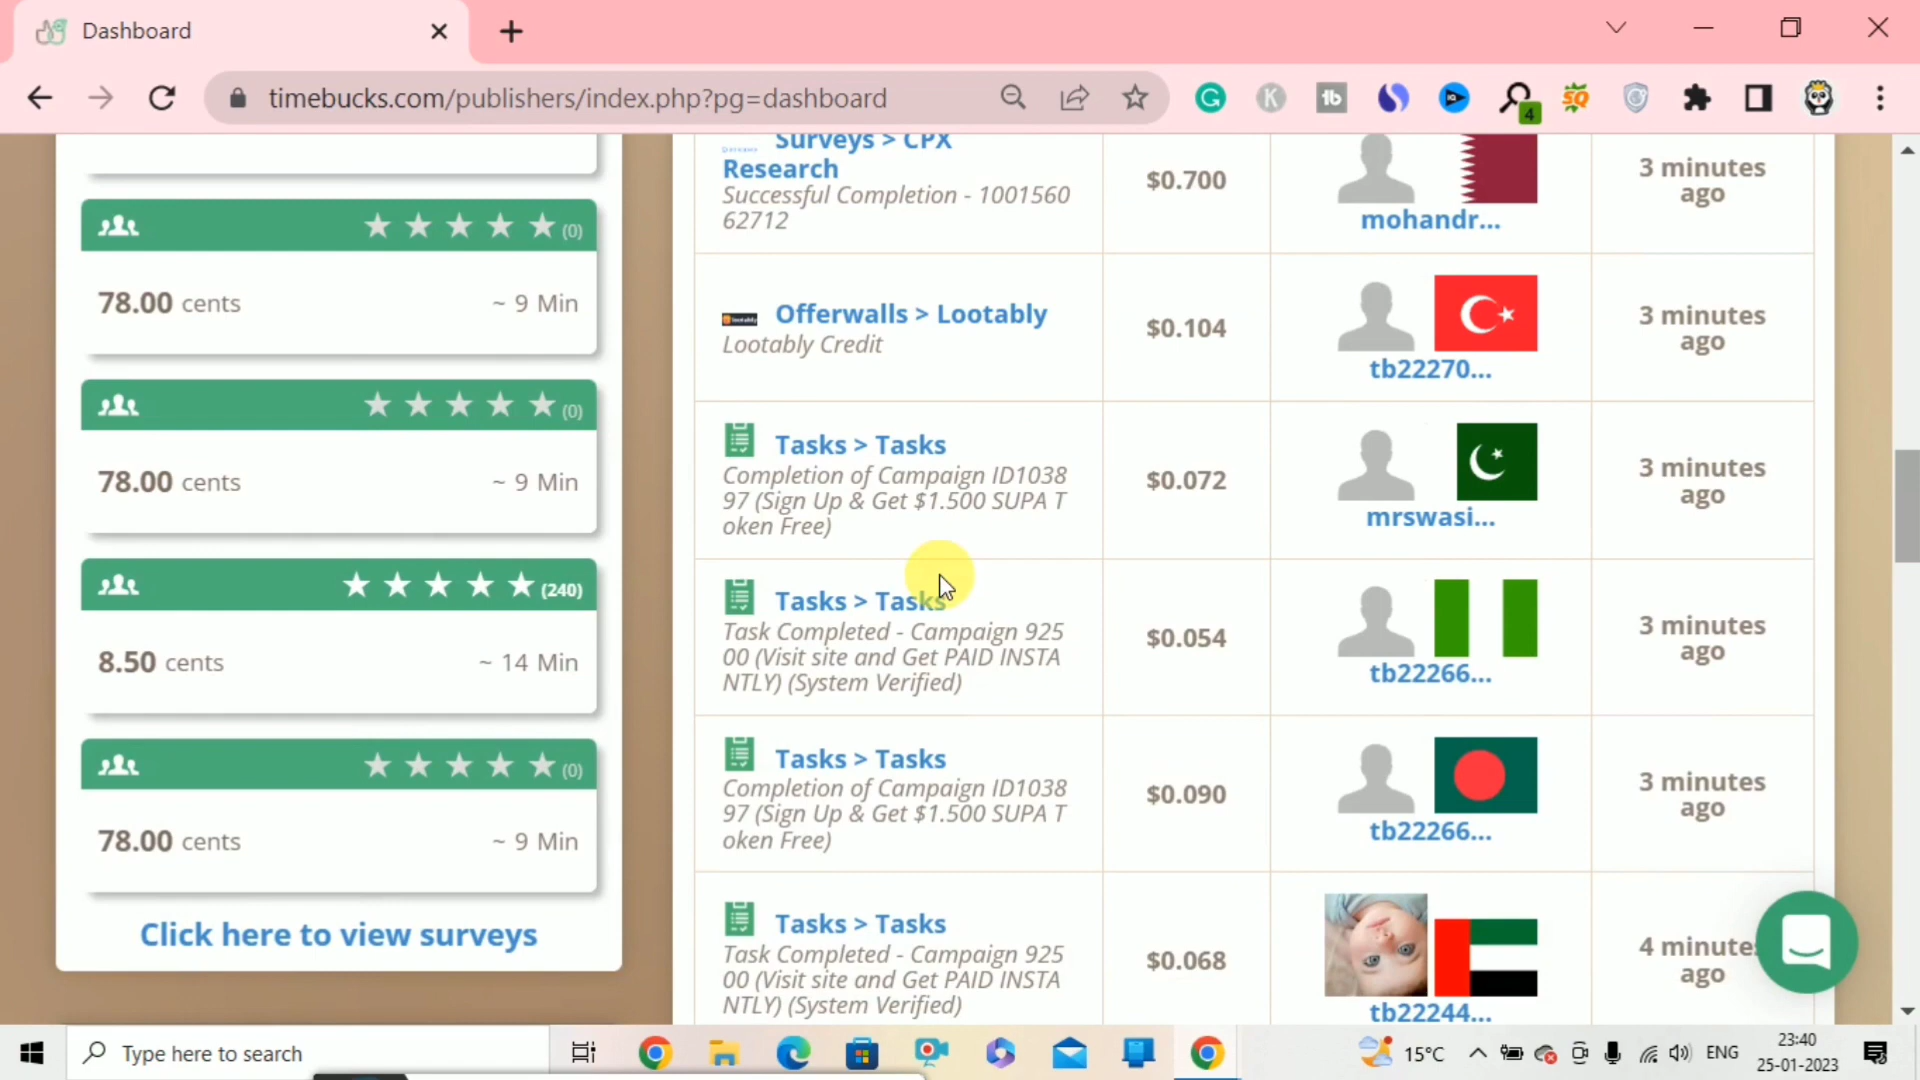 Dashboard
timebucks.com/publishers/index.php?pg=dashboard
4
(0)
78.00 cents
~ 9 Min
(0)
78.00 cents
~ 9 Min
(240)
8.50 cents
~ 14 Min
(0)
78.00 cents
~ 9 Min
Click here to view surveys
Surveys > CPX
Research
Successful Completion - 1001560
62712
$0.700
mohandr...
3 minutes
ago
Offerwalls > Lootably
Lootably Credit
$0.104
tb22270...
3 minutes
ago
Tasks > Tasks
Completion of Campaign ID1038
97 (Sign Up & Get $1.500 SUPA T
oken Free)
$0.072
mrswasi...
3 minutes
ago
Tasks > Tasks
Task Completed - Campaign 925
00 (Visit site and Get PAID INSTA
NTLY) (System Verified)
$0.054
tb22266...
3 minutes
ago
Tasks > Tasks
Completion of Campaign ID1038
97 (Sign Up & Get $1.500 SUPA T
oken Free)
$0.090
tb22266...
3 minutes
ago
Tasks > Tasks
Task Completed - Campaign 925
00 (Visit site and Get PAID INSTA
NTLY) (System Verified)
$0.068
tb22244...
4 minute
ago
Type here to search
15°C
ENG
23:40
25-01-2023